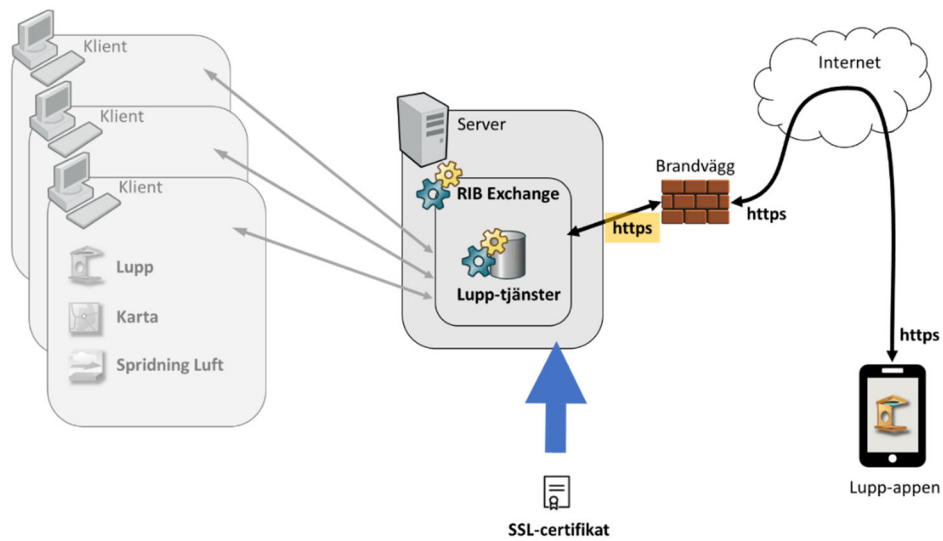 Klient
Klient
Klient
Lupp
Karta
Spridning Luft
Server
RIB Exchange
Lupp-tjänster
https
Brandvägg
https
Internet
https
Lupp-appen
SSL-certifikat